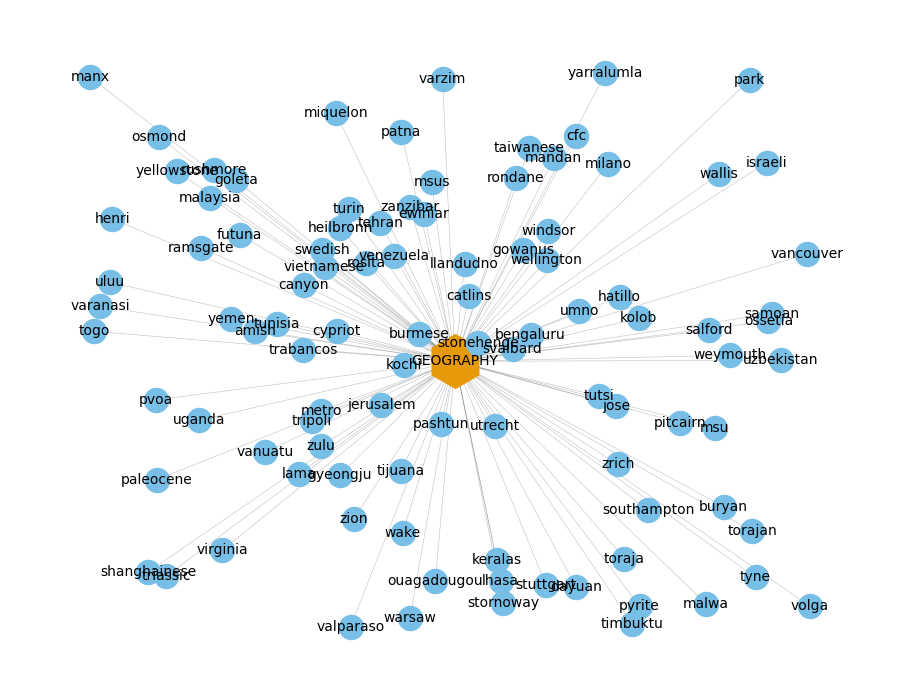 manx
varzim
yarralumla
park
miquelon
osmond
patna
cfc
taiwanese
mandan
milano
israeli
yellowstone
rushmore
goleta
rondane
wallis
msus
malaysia
turin
zanzibar
ewiniar
henri
heilbronn
tehran
windsor
futuna
ramsgate
swedish
gowanus
vancouver
venezuela
rosita
vietnamese
llandudno
wellington
uluu
canyon
catlins
hatillo
varanasi
umno
kolob
samoan
ossetia
yemen
tunisia
amish
togo
cypriot
burmese
bengaluru
salford
stonehenge
svalbard
trabancos
weymouth
uzbekistan
GEOGRAPHY
kochi
tutsi
jose
pvoa
metro
jerusalem
uganda
tripoli
pashtun
utrecht
pitcairn
msu
zulu
vanuatu
zrich
paleocene
lama
gyeongju
tijuana
southampton
buryan
zion
wake
torajan
virginia
keralas
toraja
shanghainese
triassic
ouagadougou
lhasa
stuttgart
dayuan
tyne
stornoway
pyrite
malwa
volga
valparaso
warsaw
timbuktu